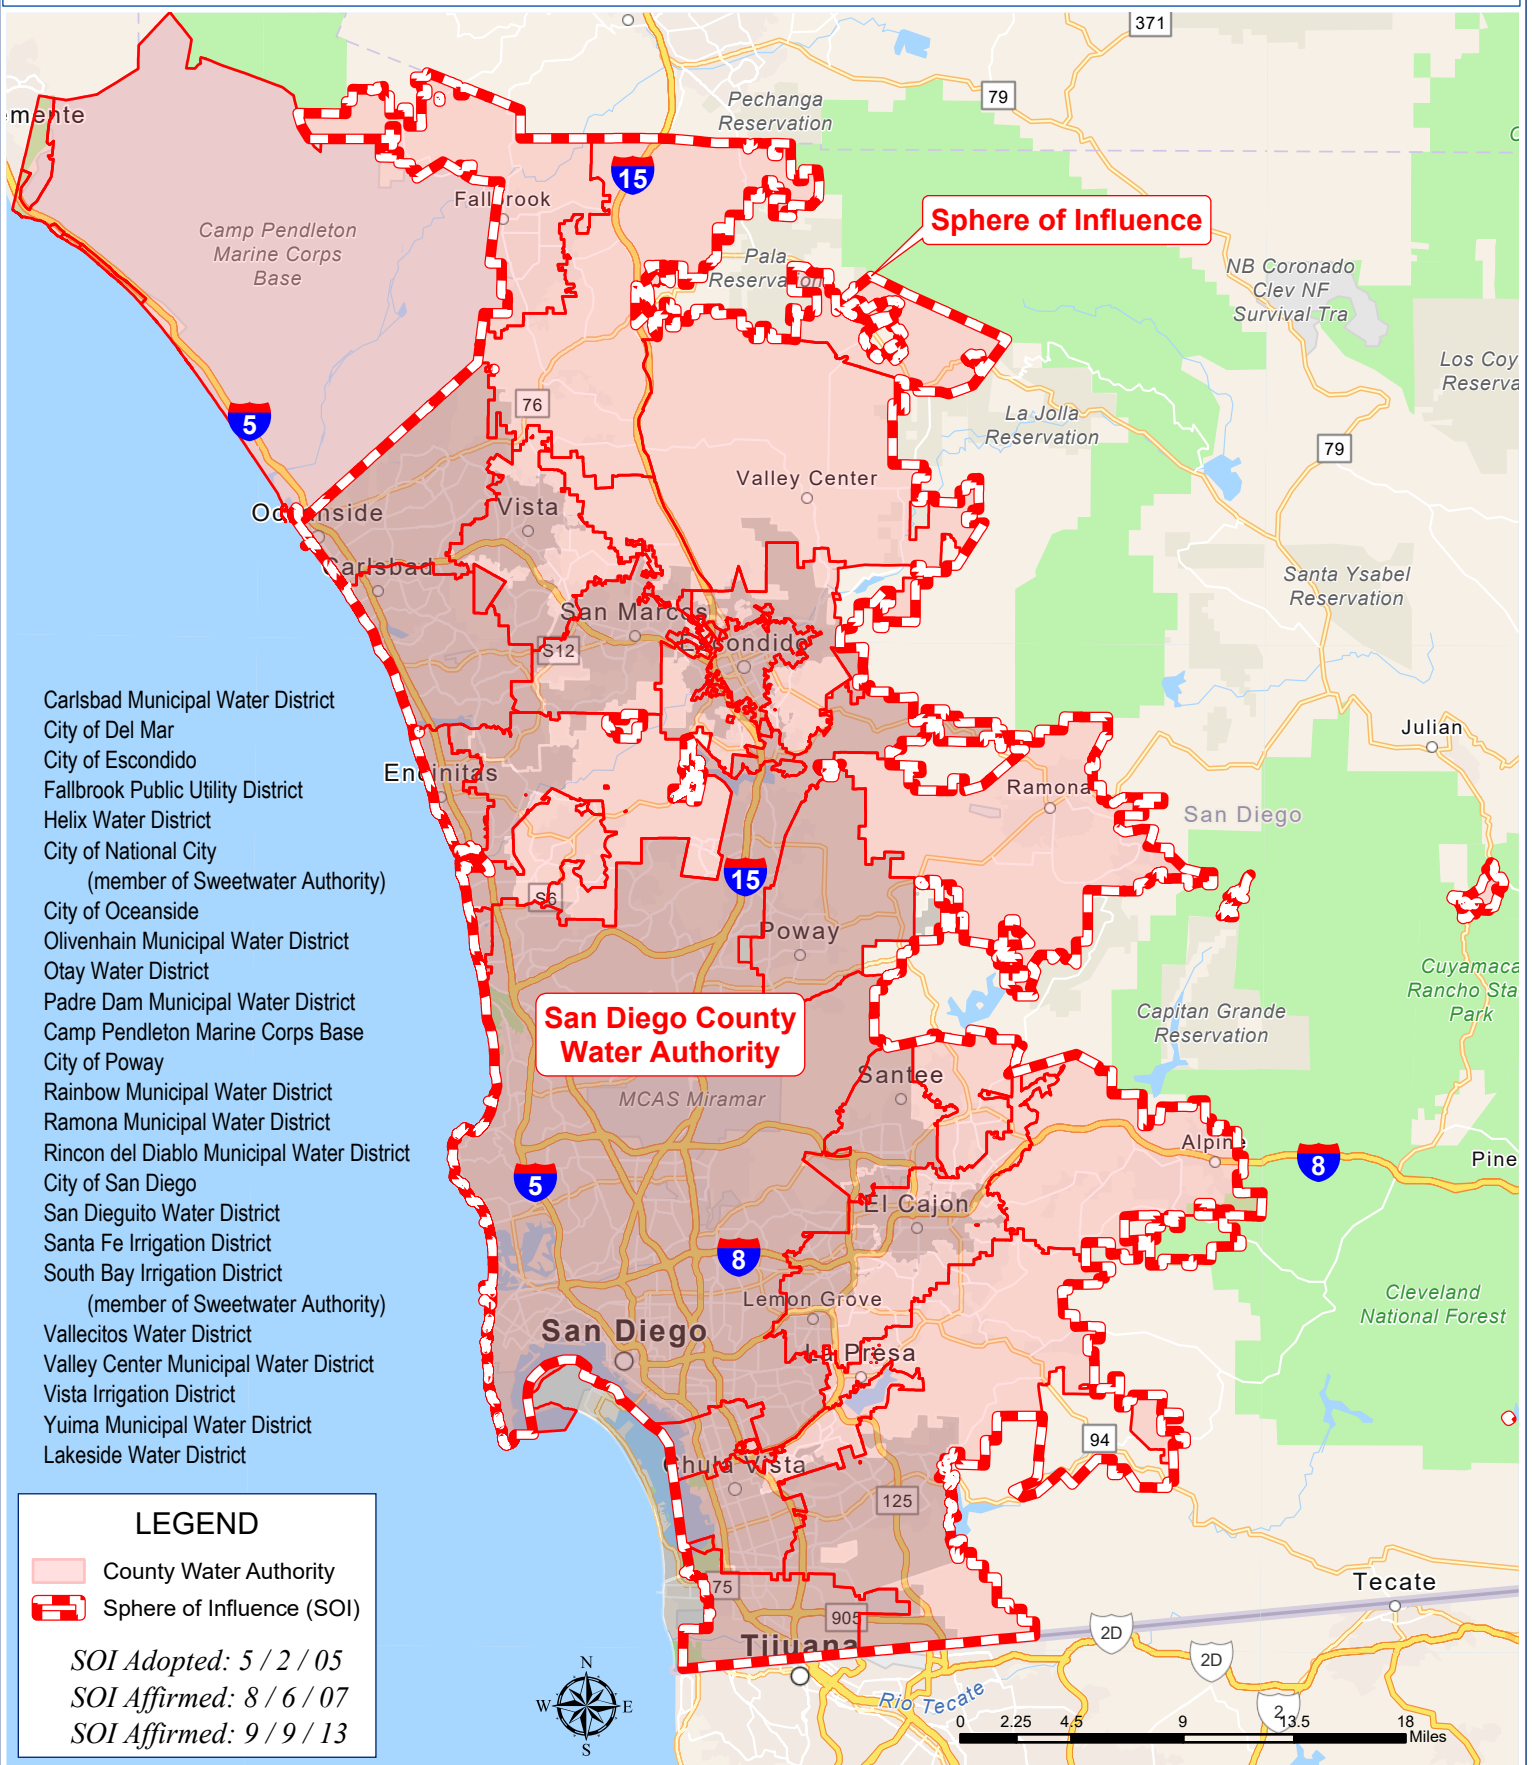 371
79
emente
Pechanga
Reservation
15
Fallbrook
Sphere of Influence
Camp Pendleton
Marine Corps
Base
Pala
Reservation
NB Coronado
Clev NF
Survival Tra
Los Coy
Reserva
76
5
La Jolla
Reservation
79
Valley Center
Vista
Oceanside
Carlsbad
Santa Ysabel
Reservation
San Marcos
Escondido
S12
Carlsbad Municipal Water District
City of Del Mar
City of Escondido
Fallbrook Public Utility District
Helix Water District
City of National City
(member of Sweetwater Authority)
City of Oceanside
Olivenhain Municipal Water District
Otay Water District
Padre Dam Municipal Water District
Camp Pendleton Marine Corps Base
City of Poway
Rainbow Municipal Water District
Ramona Municipal Water District
Rincon del Diablo Municipal Water District
City of San Diego
San Dieguito Water District
Santa Fe Irrigation District
South Bay Irrigation District
(member of Sweetwater Authority)
Vallecitos Water District
Valley Center Municipal Water District
Vista Irrigation District
Yuima Municipal Water District
Lakeside Water District
Julian
Encinitas
Ramona
San Diego
15
S6
Poway
Cuyamaca
Rancho Sta
Park
San Diego County
Water Authority
Capitan Grande
Reservation
Santee
MCAS Miramar
Alpine
8
Pine
5
El Cajon
8
Lemon Grove
Cleveland
National Forest
San Diego
La Presa
94
Chula Vista
125
LEGEND
County Water Authority
Sphere of Influence (SOI)
SOI Adopted: 5 / 2 / 05
SOI Affirmed: 8 / 6 / 07
SOI Affirmed: 9 / 9 / 13
75
905
Tecate
Tijuana
2D
2D
2
Rio Tecate
N
W E
S
0 2.25 4.5 9 13.5 18
Miles